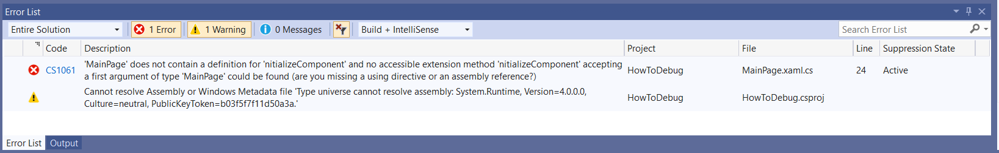 Error List
Entire Solution 1 Error 1 Warning 0 Messages Build + IntelliSense Search Error List
Code Description Project File Line Suppression State
CS1061 'MainPage' does not contain a definition for 'nitializeComponent' and no accessible extension method 'nitializeComponent' accepting
a first argument of type 'MainPage' could be found (are you missing a using directive or an assembly reference?) HowToDebug MainPage.xaml.cs 24 Active
Cannot resolve Assembly or Windows Metadata file 'Type universe cannot resolve assembly: System.Runtime, Version=4.0.0.0,
Culture=neutral, PublicKeyToken=b03f5f7f11d50a3a.' HowToDebug HowToDebug.csproj
Error List Output